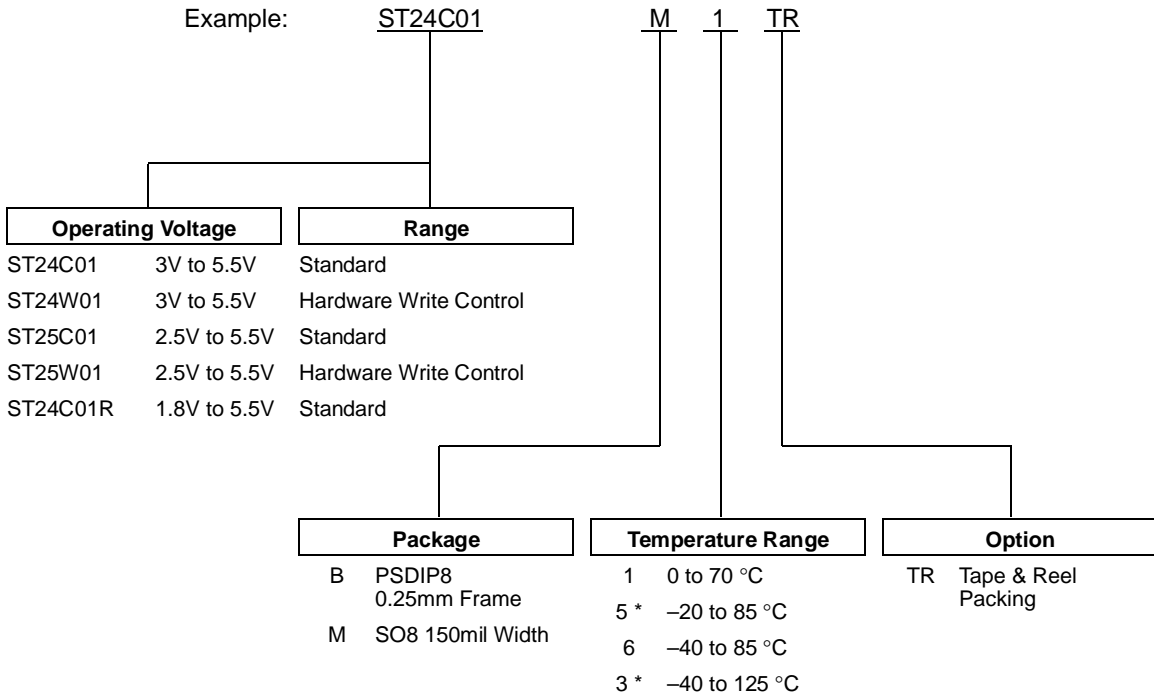 Example: ST24C01 M 1 TR
Operating Voltage Range
ST24C01 3V to 5.5V Standard
ST24W01 3V to 5.5V Hardware Write Control
ST25C01 2.5V to 5.5V Standard
ST25W01 2.5V to 5.5V Hardware Write Control
ST24C01R 1.8V to 5.5V Standard
Package
B PSDIP8
0.25mm Frame
M SO8 150mil Width
Temperature Range
1 0 to 70 °C
5 * –20 to 85 °C
6 –40 to 85 °C
3 * –40 to 125 °C
Option
TR Tape & Reel
Packing